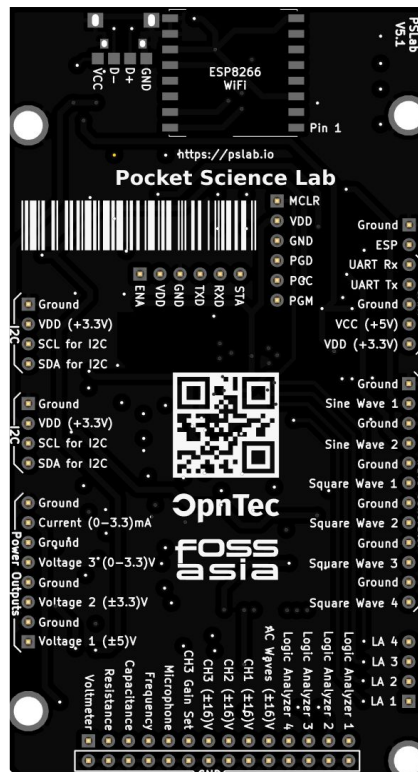 PSLab
V5.1
VCC
D-
D+
GND
ESP8266
WiFi
Pin 1
https://pslab.io
Pocket Science Lab
MCLR
VDD
GND
PGD
PGC
PGM
ENA
VDD
GND
TXD
RXD
STA
Ground
ESP
UART Rx
UART Tx
Ground
VCC (+5V)
VDD (+3.3V)
I2C
Ground
VDD (+3.3V)
SCL for I2C
SDA for I2C
I2C
Ground
VDD (+3.3V)
SCL for I2C
SDA for I2C
Ground
Sine Wave 1
Ground
Sine Wave 2
Ground
Square Wave 1
Ground
Square Wave 2
Ground
Square Wave 3
Ground
Square Wave 4
OpnTec
FOSS
ASIA
Power Outputs
Ground
Current (0-3.3)mA
Ground
Voltage 3 (0-3.3)V
Ground
Voltage 2 (±3.3)V
Ground
Voltage 1 (±5)V
LA 4
LA 3
LA 2
LA 1
Voltmeter
Resistance
Capacitance
Frequency
Microphone
CH3 Gain Set
CH3 (±16)V
CH2 (±16)V
CH1 (±16)V
AC Waves (±16)V
Logic Analyzer 4
Logic Analyzer 3
Logic Analyzer 2
Logic Analyzer 1